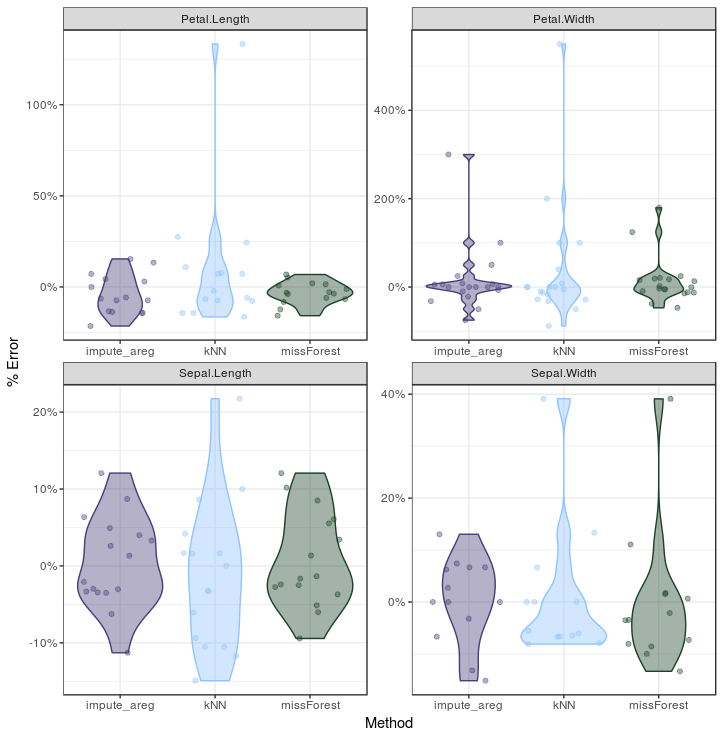 Petal.Length
Petal.Width
100%
50%
0%
400%
200%
0%
impute_areg kNN missForest
impute_areg kNN missForest
% Error
Sepal.Length
Sepal.Width
20%
10%
0%
-10%
40%
20%
0%
impute_areg kNN missForest
impute_areg kNN missForest
Method